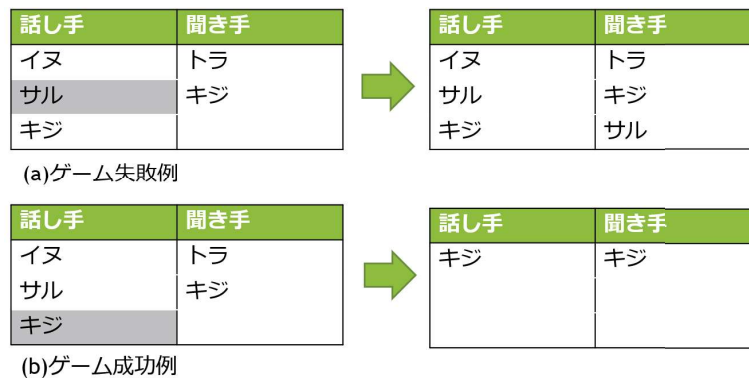 話し手 聞き手 話し手 聞き手
イヌ トラ イヌ トラ
サル キジ サル キジ
キジ キジ サル
(a)ゲーム失敗例
話し手 聞き手 話し手 聞き手
イヌ トラ キジ キジ
サル キジ
キジ
(b)ゲーム成功例